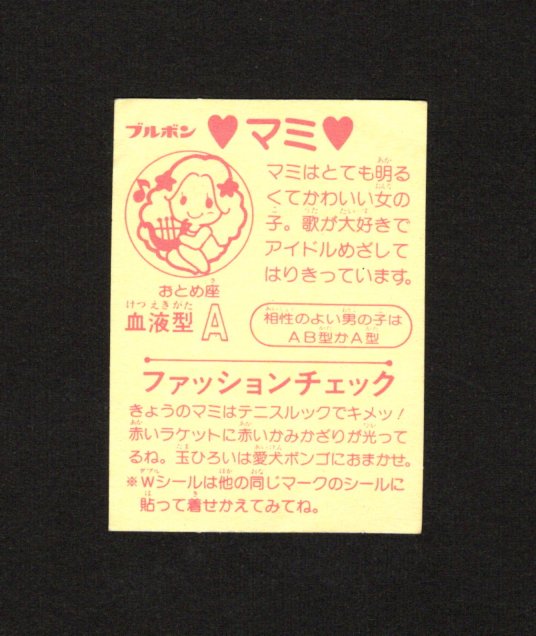 ブルボン ♥マミ♥
マミはとても明る
くてかわいい女の
子。歌が大好きで
アイドルめざして
はりきっています。
おとめ座
血液型 A
相性のよい男の子は
AB型かA型
ファッションチェック
きょうのマミはテニスルックでキメッ!
赤いラケットに赤いかみかざりが光って
るね。玉ひろいは愛犬ボンゴにおまかせ。
※Wシールは他の同じマークのシールに
貼って着せかえてみてね。